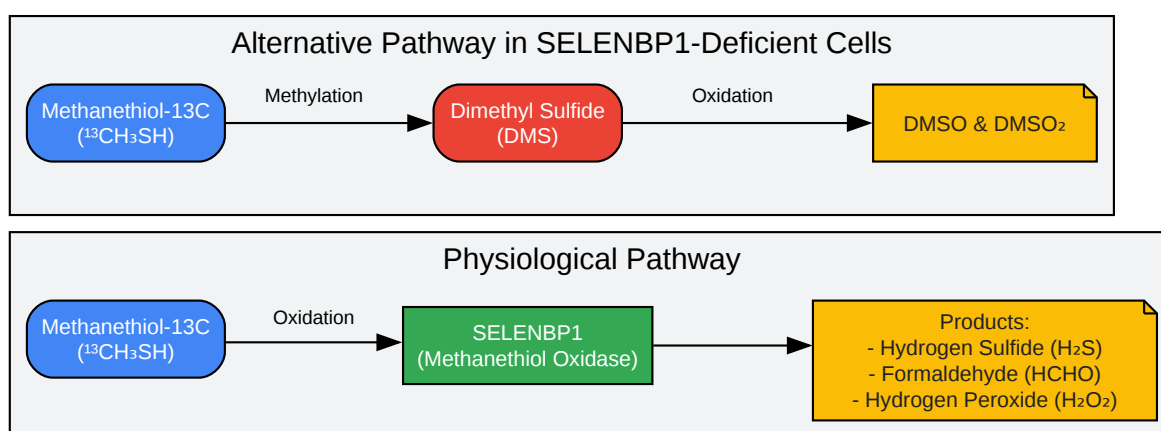 Alternative Pathway in SELENBP1-Deficient Cells
Methanethiol-13C
(¹³CH₃SH)
Methylation
Dimethyl Sulfide
(DMS)
Oxidation
DMSO & DMSO₂
Physiological Pathway
Methanethiol-13C
(¹³CH₃SH)
Oxidation
SELENBP1
(Methanethiol Oxidase)
Products:
- Hydrogen Sulfide (H₂S)
- Formaldehyde (HCHO)
- Hydrogen Peroxide (H₂O₂)